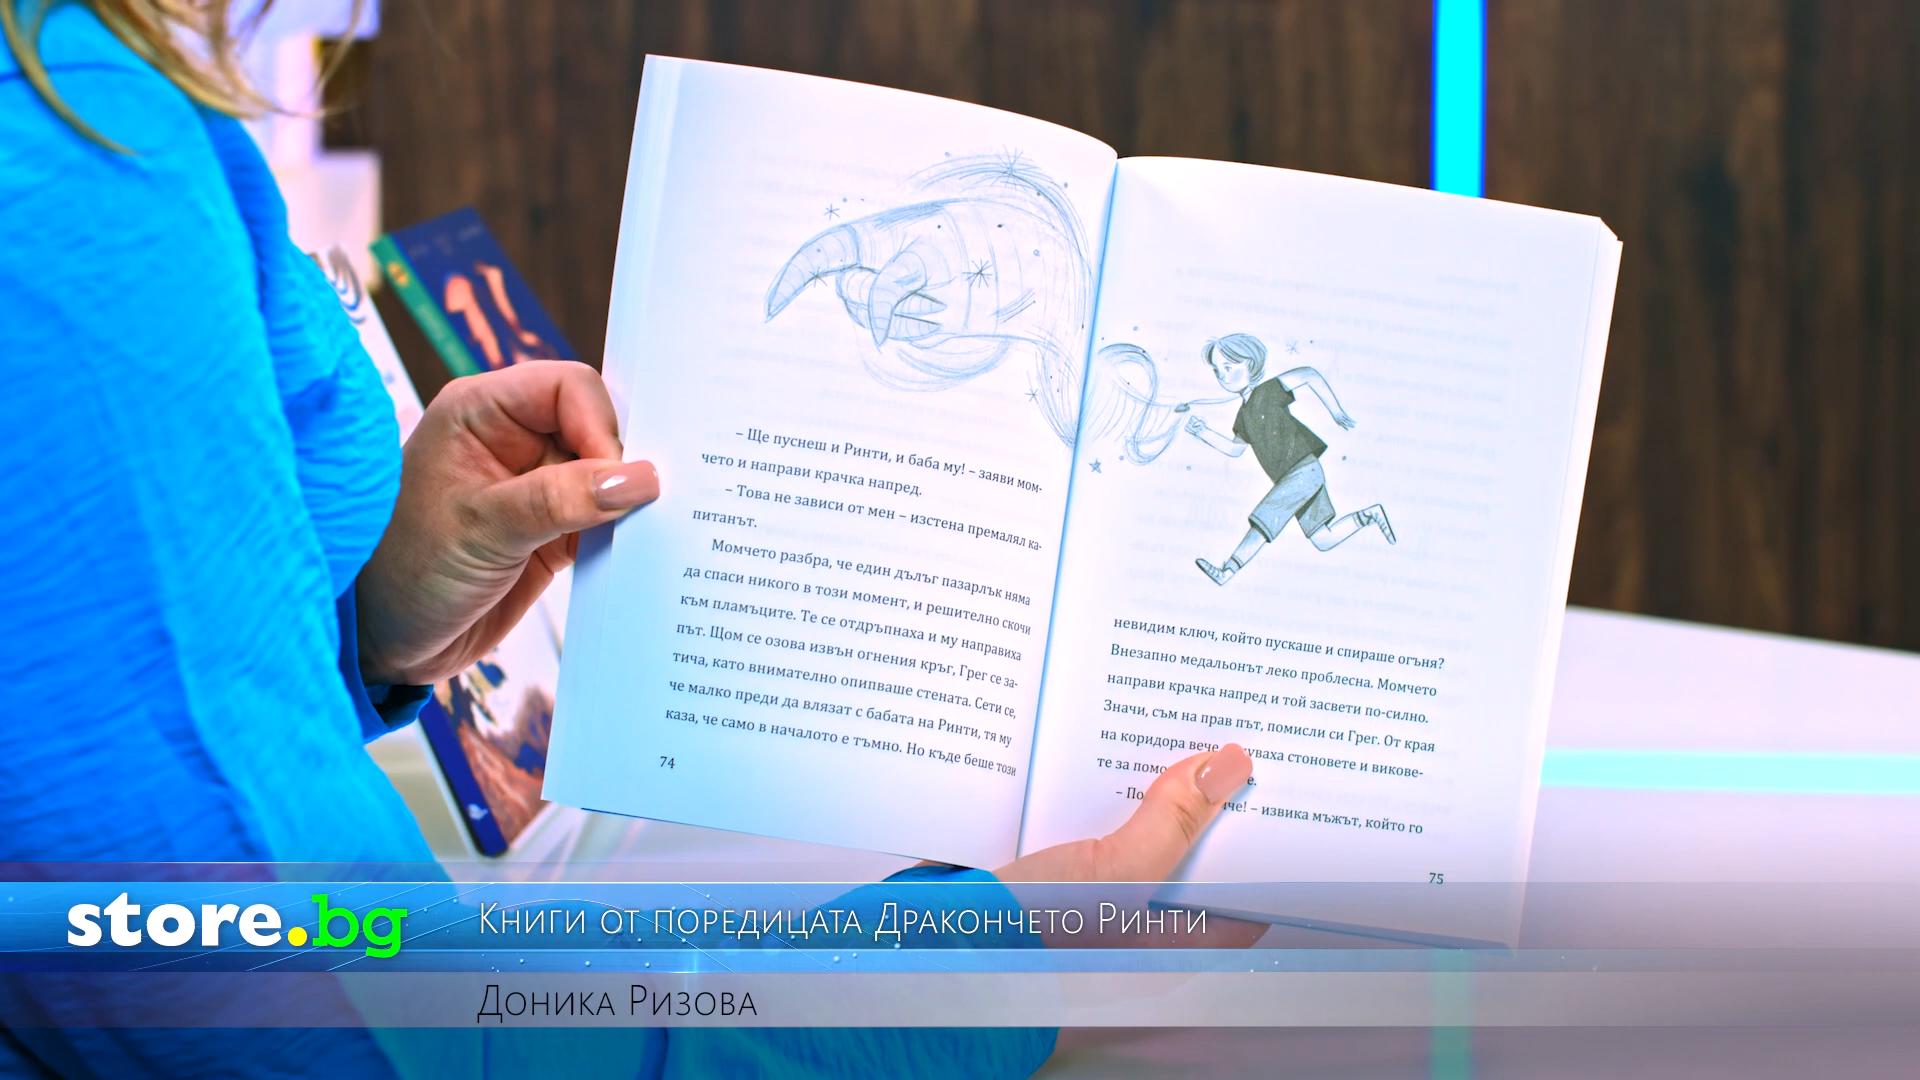 – Ще пуснеш и Ринти, и баба му! – заяви мом-
чето и направи крачка напред.
– Това не зависи от мен – изстена премалял ка-
питанът.
Момчето разбра, че един дълъг пазарлък няма
да спаси никого в този момент, и решително скочи
към пламъците. Те се отдръпнаха и му направиха
път. Щом се озова извън огнения кръг, Грег се за-
тича, като внимателно опипваше стената. Сети се,
че малко преди да влязат с бабата на Ринти, тя му
каза, че само в началото е тъмно. Но къде беше този
74
невидим ключ, който пускаше и спираше огъня?
Внезапно медальонът леко проблесна. Момчето
направи крачка напред и той засвети по-силно.
Значи, съм на прав път, помисли си Грег. От края
на коридора вече стоновете и викове-
те за
– извика мъжът, който го
75
store.bg
Книги от поредицата Дракончето Ринти
Доника Ризова